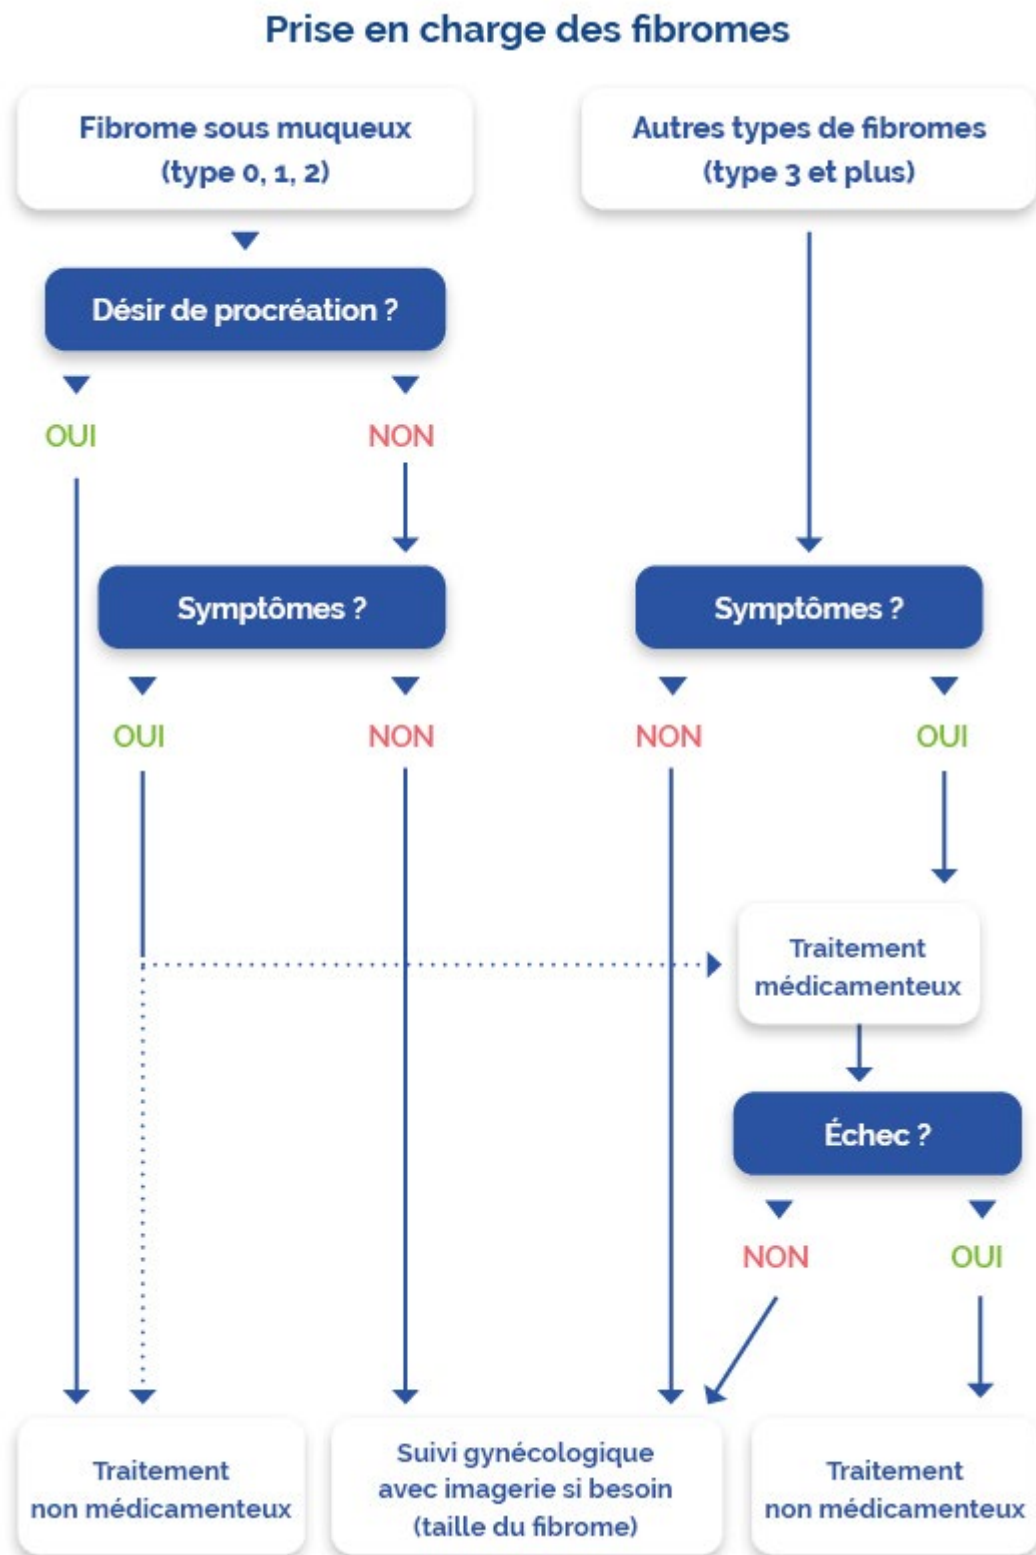 Prise en charge des fibromes
Fibrome sous muqueux
(type 0, 1, 2)
Autres types de fibromes
(type 3 et plus)
Désir de procréation ?
OUI
NON
Symptômes ?
Symptômes ?
OUI
NON
NON
OUI
Traitement
médicamenteux
Échec ?
NON
OUI
Traitement
non médicamenteux
Suivi gynécologique
avec imagerie si besoin
(taille du fibrome)
Traitement
non médicamenteux